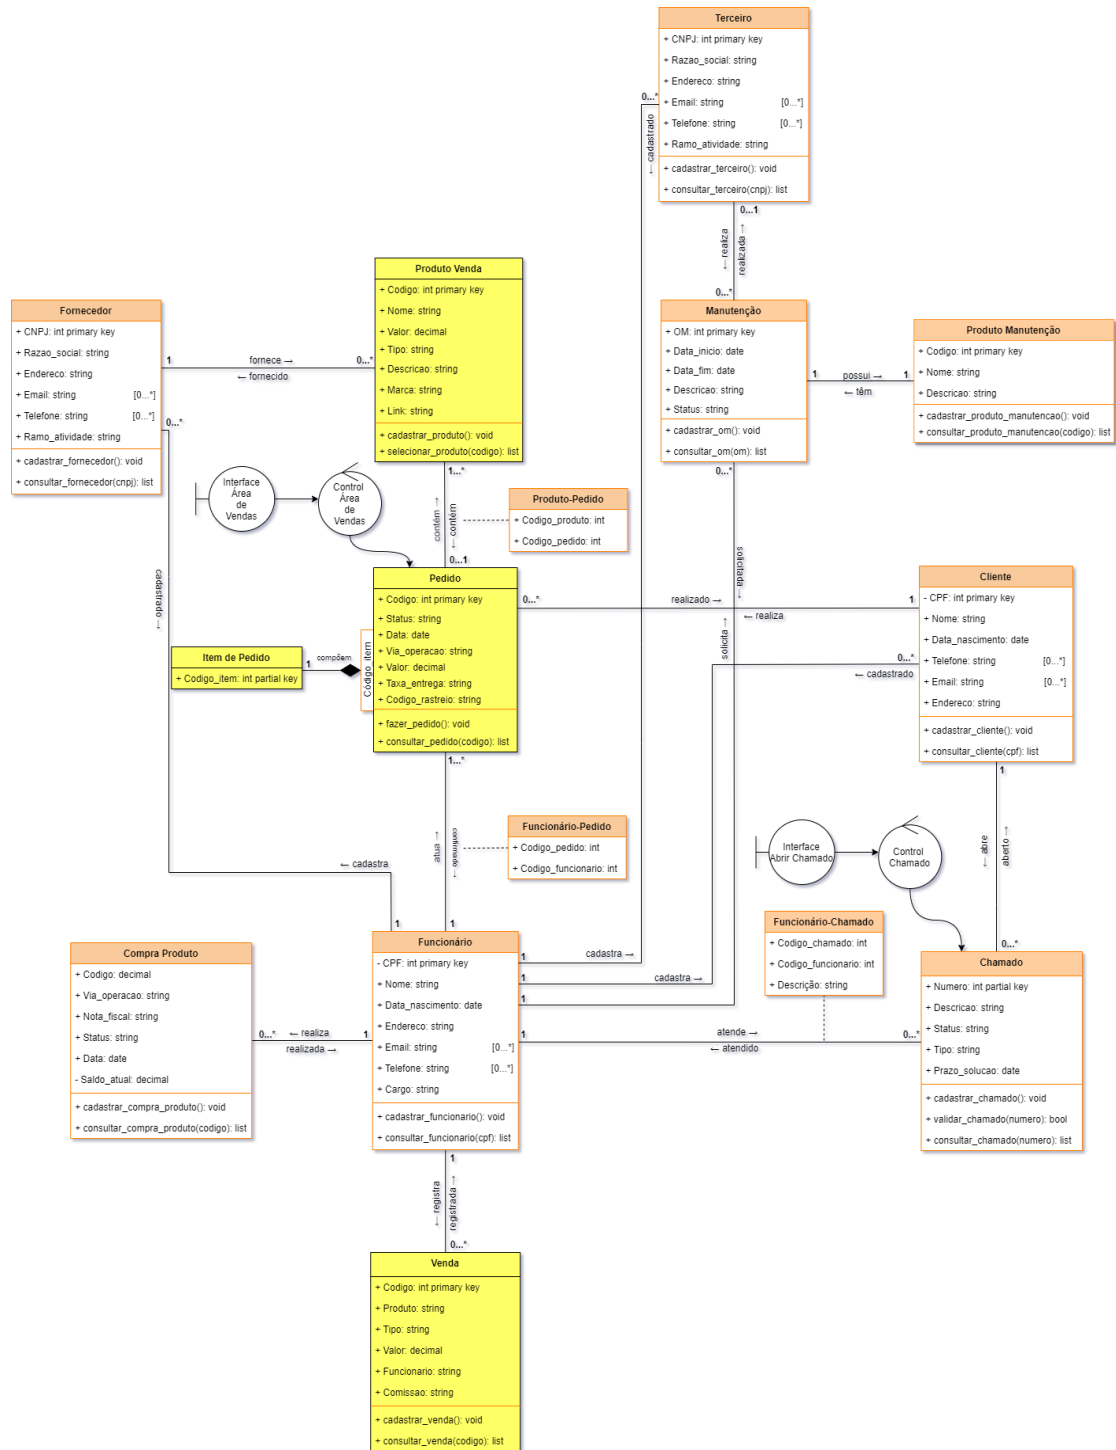 Terceiro
+ CNPJ: int primary key
+ Razao_social: string
+ Endereco: string
+ Email: string [0...*]
+ Telefone: string [0...*]
+ Ramo_atividade: string
+ cadastrar_terceiro(): void
+ consultar_terceiro(cnpj): list
0...*
← cadastrado
0...1
← realiza
realizada →
0...*
Produto Venda
+ Codigo: int primary key
+ Nome: string
+ Valor: decimal
+ Tipo: string
+ Descricao: string
+ Marca: string
+ Link: string
+ cadastrar_produto(): void
+ selecionar_produto(codigo): list
Fornecedor
+ CNPJ: int primary key
+ Razao_social: string
+ Endereco: string
+ Email: string [0...*]
+ Telefone: string [0...*]
+ Ramo_atividade: string
+ cadastrar_fornecedor(): void
+ consultar_fornecedor(cnpj): list
1
fornece →
0...*
← fornecido
0...*
Manutenção
+ OM: int primary key
+ Data_inicio: date
+ Data_fim: date
+ Descricao: string
+ Status: string
+ cadastrar_om(): void
+ consultar_om(om): list
1
possui →
1
← têm
Produto Manutenção
+ Codigo: int primary key
+ Nome: string
+ Descricao: string
+ cadastrar_produto_manutencao(): void
+ consultar_produto_manutencao(codigo): list
0...*
Interface
Área
de
Vendas
Control
Área
de
Vendas
1...*
contém →
← contém
0...1
Produto-Pedido
+ Codigo_produto: int
+ Codigo_pedido: int
solicitada →
solicita →
cadastrado →
Pedido
+ Codigo: int primary key
+ Status: string
+ Data: date
+ Via_operacao: string
+ Valor: decimal
+ Taxa_entrega: string
+ Codigo_rastreio: string
+ fazer_pedido(): void
+ consultar_pedido(codigo): list
Código_item
Item de Pedido
+ Codigo_item: int partial key
1
compõem
0...*
realizado →
1
← realiza
0...*
← cadastrado
Cliente
- CPF: int primary key
+ Nome: string
+ Data_nascimento: date
+ Telefone: string [0...*]
+ Email: string [0...*]
+ Endereco: string
+ cadastrar_cliente(): void
+ consultar_cliente(cpf): list
1
← abre
aberto →
0...*
1...*
atua →
confirmado →
1
Funcionário-Pedido
+ Codigo_pedido: int
+ Codigo_funcionario: int
Interface
Abrir Chamado
Control
Chamado
← cadastra
1
Funcionário-Chamado
+ Codigo_chamado: int
+ Codigo_funcionario: int
+ Descrição: string
Compra Produto
+ Codigo: decimal
+ Via_operacao: string
+ Nota_fiscal: string
+ Status: string
+ Data: date
- Saldo_atual: decimal
+ cadastrar_compra_produto(): void
+ consultar_compra_produto(codigo): list
0...*
← realiza
1
realizada →
Funcionário
- CPF: int primary key
+ Nome: string
+ Data_nascimento: date
+ Endereco: string
+ Email: string [0...*]
+ Telefone: string [0...*]
+ Cargo: string
+ cadastrar_funcionario(): void
+ consultar_funcionario(cpf): list
1
cadastra →
1
cadastra →
1
1
atende →
0...*
← atendido
Chamado
+ Numero: int partial key
+ Descricao: string
+ Status: string
+ Tipo: string
+ Prazo_solucao: date
+ cadastrar_chamado(): void
+ validar_chamado(numero): bool
+ consultar_chamado(numero): list
1
← registra
registrada →
0...*
Venda
+ Codigo: int primary key
+ Produto: string
+ Tipo: string
+ Valor: decimal
+ Funcionario: string
+ Comissao: string
+ cadastrar_venda(): void
+ consultar_venda(codigo): list